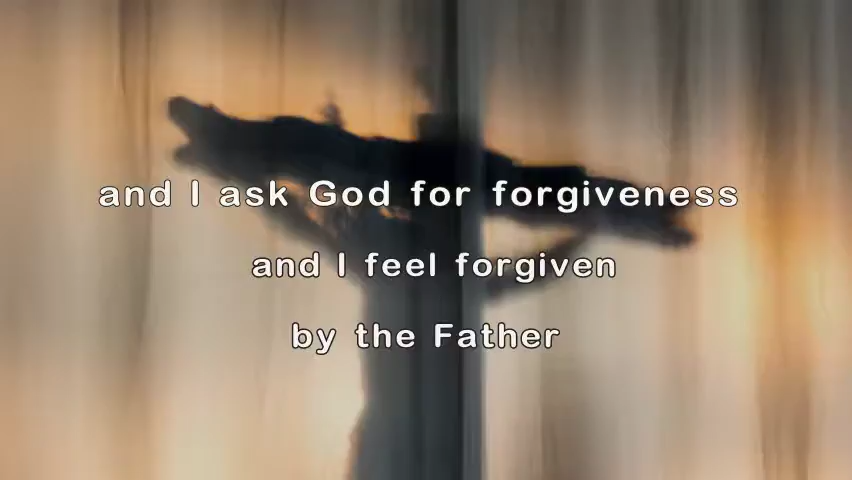 and I ask God for forgiveness
and I feel forgiven
by the Father